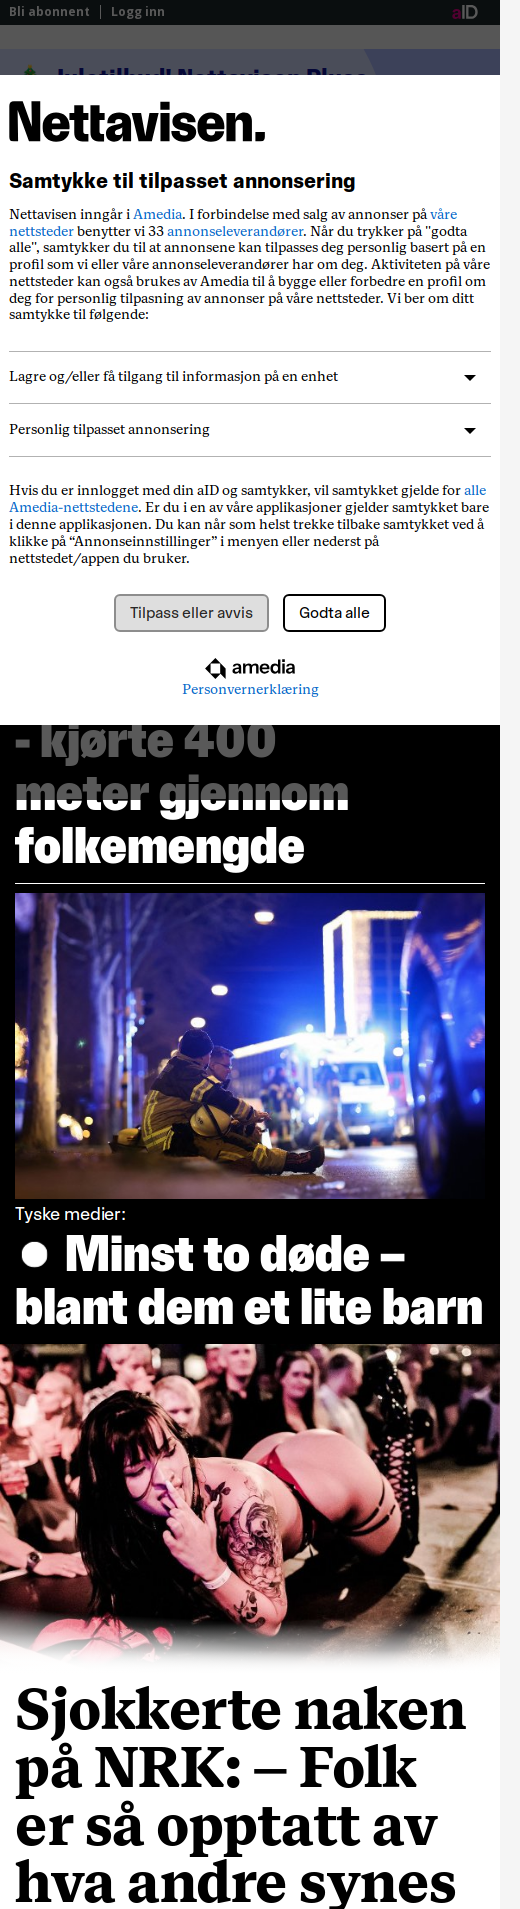 Bli abonnent
Logg inn
aID
Juletilbud! Nettavisen Pluss
Nettavisen.
Samtykke til tilpasset annonsering
Nettavisen inngår i Amedia. I forbindelse med salg av annonser på våre
nettsteder benytter vi 33 annonseleverandører. Når du trykker på "godta
alle", samtykker du til at annonsene kan tilpasses deg personlig basert på en
profil som vi eller våre annonseleverandører har om deg. Aktiviteten på våre
nettsteder kan også brukes av Amedia til å bygge eller forbedre en profil om
deg for personlig tilpasning av annonser på våre nettsteder. Vi ber om ditt
samtykke til følgende:
Lagre og/eller få tilgang til informasjon på en enhet
Personlig tilpasset annonsering
Hvis du er innlogget med din aID og samtykker, vil samtykket gjelde for alle
Amedia-nettstedene. Er du i en av våre applikasjoner gjelder samtykket bare
i denne applikasjonen. Du kan når som helst trekke tilbake samtykket ved å
klikke på “Annonseinnstillinger” i menyen eller nederst på
nettstedet/appen du bruker.
Tilpass eller avvis
Godta alle
amedia
Personvernerklæring
- kjørte 400
meter gjennom
folkemengde
Tyske medier:
Minst to døde –
blant dem et lite barn
Sjokkerte naken
på NRK: – Folk
er så opptatt av
hva andre synes